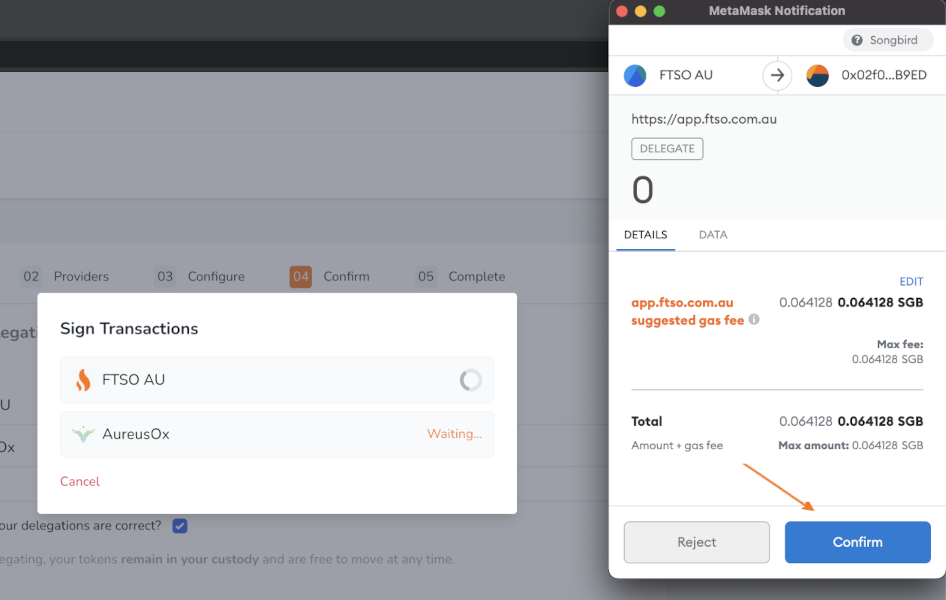 MetaMask Notification
Songbird
FTSO AU
0x02f0...B9ED
https://app.ftso.com.au
DELEGATE
0
DETAILS
DATA
EDIT
app.ftso.com.au 0.064128 0.064128 SGB
suggested gas fee
Max fee:
0.064128 SGB
Total 0.064128 0.064128 SGB
Amount + gas fee Max amount: 0.064128 SGB
Reject
Confirm
02 Providers
03 Configure
04 Confirm
05 Complete
egati
U
Ox
Sign Transactions
FTSO AU
AureusOx Waiting...
Cancel
our delegations are correct?
egating, your tokens remain in your custody and are free to move at any time.